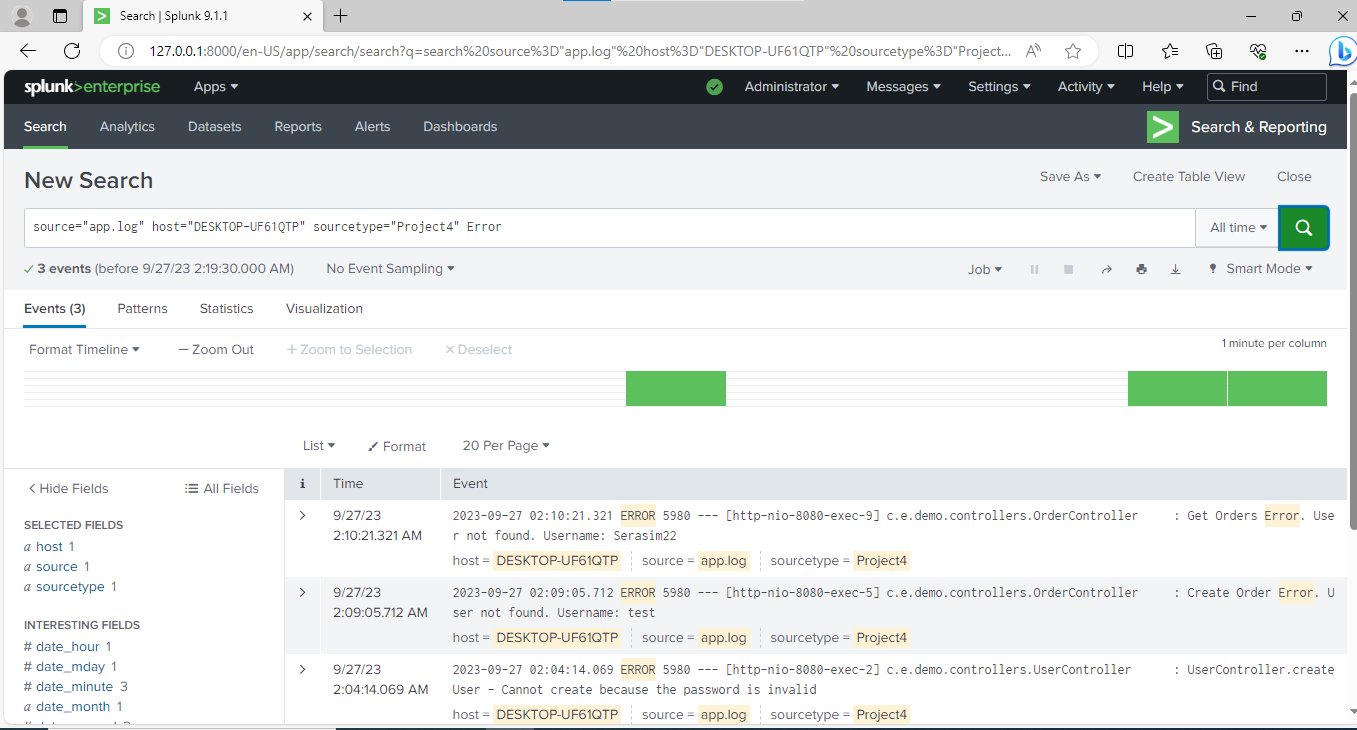 Search | Splunk 9.1.1
127.0.0.1:8000/en-US/app/search/search?q=search%20source%3D"app.log"%20host%3D"DESKTOP-UF61QTP"%20sourcetype%3D"Project...
splunk>enterprise Apps Administrator Messages Settings Activity Help Find
Search Analytics Datasets Reports Alerts Dashboards Search & Reporting
New Search Save As Create Table View Close
source="app.log" host="DESKTOP-UF61QTP" sourcetype="Project4" Error All time
3 events (before 9/27/23 2:19:30.000 AM) No Event Sampling Job Smart Mode
Events (3) Patterns Statistics Visualization
Format Timeline — Zoom Out + Zoom to Selection × Deselect 1 minute per column
List Format 20 Per Page
< Hide Fields All Fields i Time Event
SELECTED FIELDS
a host 1
a source 1
a sourcetype 1
INTERESTING FIELDS
# date_hour 1
# date_mday 1
# date_minute 3
a date_month 1
9/27/23
2:10:21.321 AM
2023-09-27 02:10:21.321 ERROR 5980 --- [http-nio-8080-exec-9] c.e.demo.controllers.OrderController : Get Orders Error. Use
r not found. Username: Serasim22
host = DESKTOP-UF61QTP source = app.log sourcetype = Project4
9/27/23
2:09:05.712 AM
2023-09-27 02:09:05.712 ERROR 5980 --- [http-nio-8080-exec-5] c.e.demo.controllers.OrderController : Create Order Error. U
ser not found. Username: test
host = DESKTOP-UF61QTP source = app.log sourcetype = Project4
9/27/23
2:04:14.069 AM
2023-09-27 02:04:14.069 ERROR 5980 --- [http-nio-8080-exec-2] c.e.demo.controllers.UserController : UserController.create
User - Cannot create because the password is invalid
host = DESKTOP-UF61QTP source = app.log sourcetype = Project4